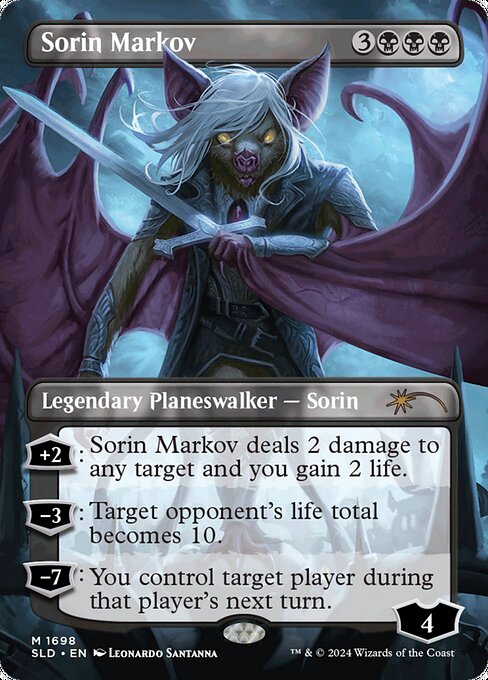 Sorin Markov 3
Legendary Planeswalker — Sorin
+2 : Sorin Markov deals 2 damage to
any target and you gain 2 life.
−3 : Target opponent's life total
becomes 10.
−7 : You control target player during
that player's next turn.
4
M 1698
SLD • EN Leonardo Santanna
™ & © 2024 Wizards of the Coast